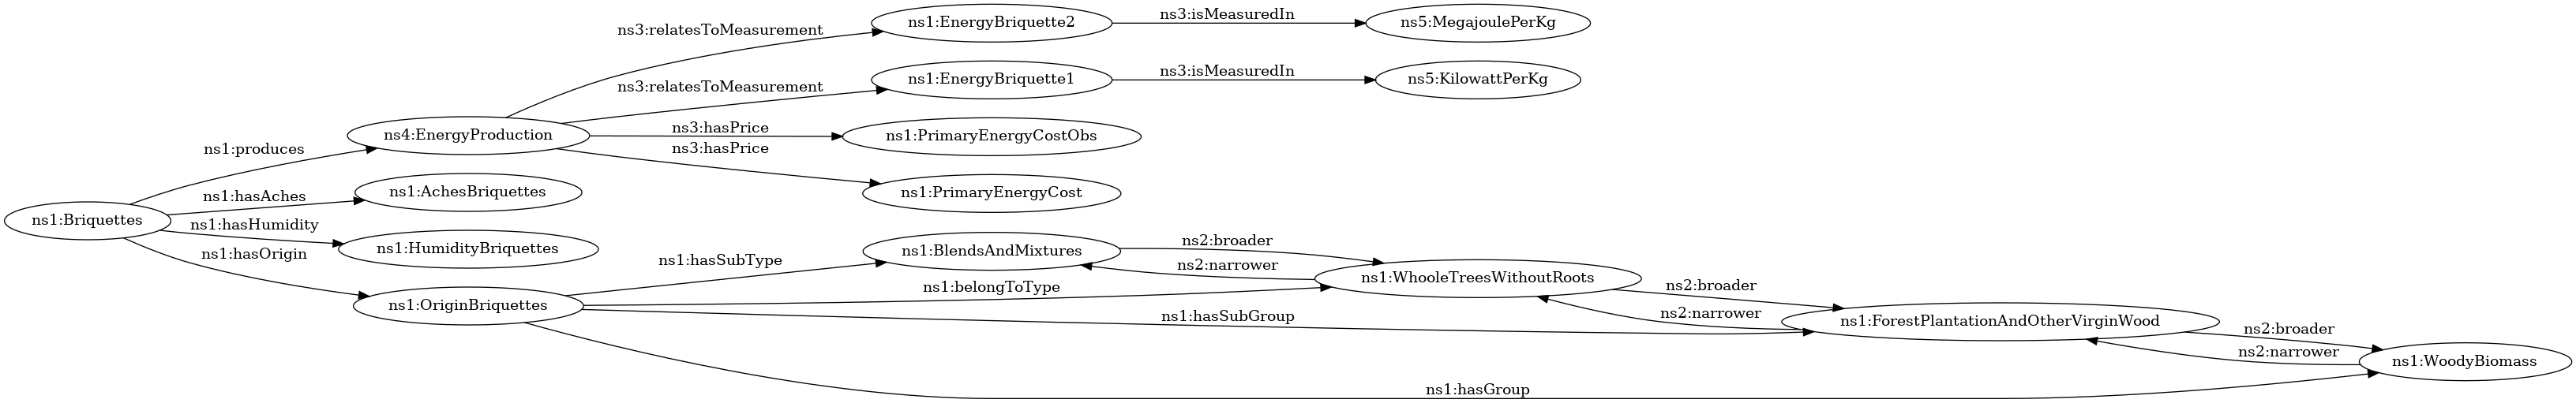 ns1:EnergyBriquette2
ns3:isMeasuredIn
ns5:MegajoulePerKg
ns3:relatesToMeasurement
ns1:EnergyBriquette1
ns3:isMeasuredIn
ns5:KilowattPerKg
ns3:relatesToMeasurement
ns4:EnergyProduction
ns3:hasPrice
ns1:PrimaryEnergyCostObs
ns3:hasPrice
ns1:PrimaryEnergyCost
ns1:produces
ns1:hasAches
ns1:AchesBriquettes
ns1:Briquettes
ns1:hasHumidity
ns1:HumidityBriquettes
ns1:hasOrigin
ns1:OriginBriquettes
ns1:hasSubType
ns1:BlendsAndMixtures
ns2:broader
ns2:narrower
ns1:belongToType
ns1:WhooleTreesWithoutRoots
ns2:broader
ns2:narrower
ns1:hasSubGroup
ns1:ForestPlantationAndOtherVirginWood
ns2:broader
ns2:narrower
ns1:WoodyBiomass
ns1:hasGroup